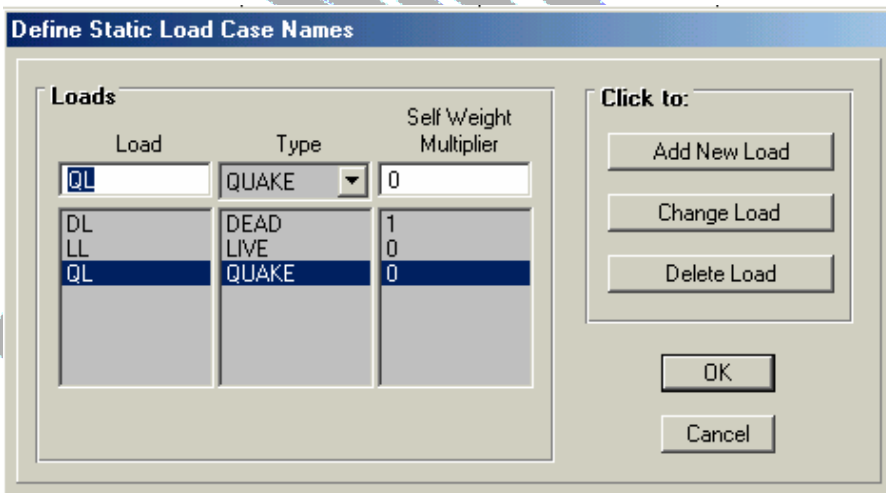 Define Static Load Case Names
Loads
Load Type Self Weight Multiplier
QL QUAKE 0
DL DEAD 1
LL LIVE 0
QL QUAKE 0
Click to:
Add New Load
Change Load
Delete Load
OK
Cancel